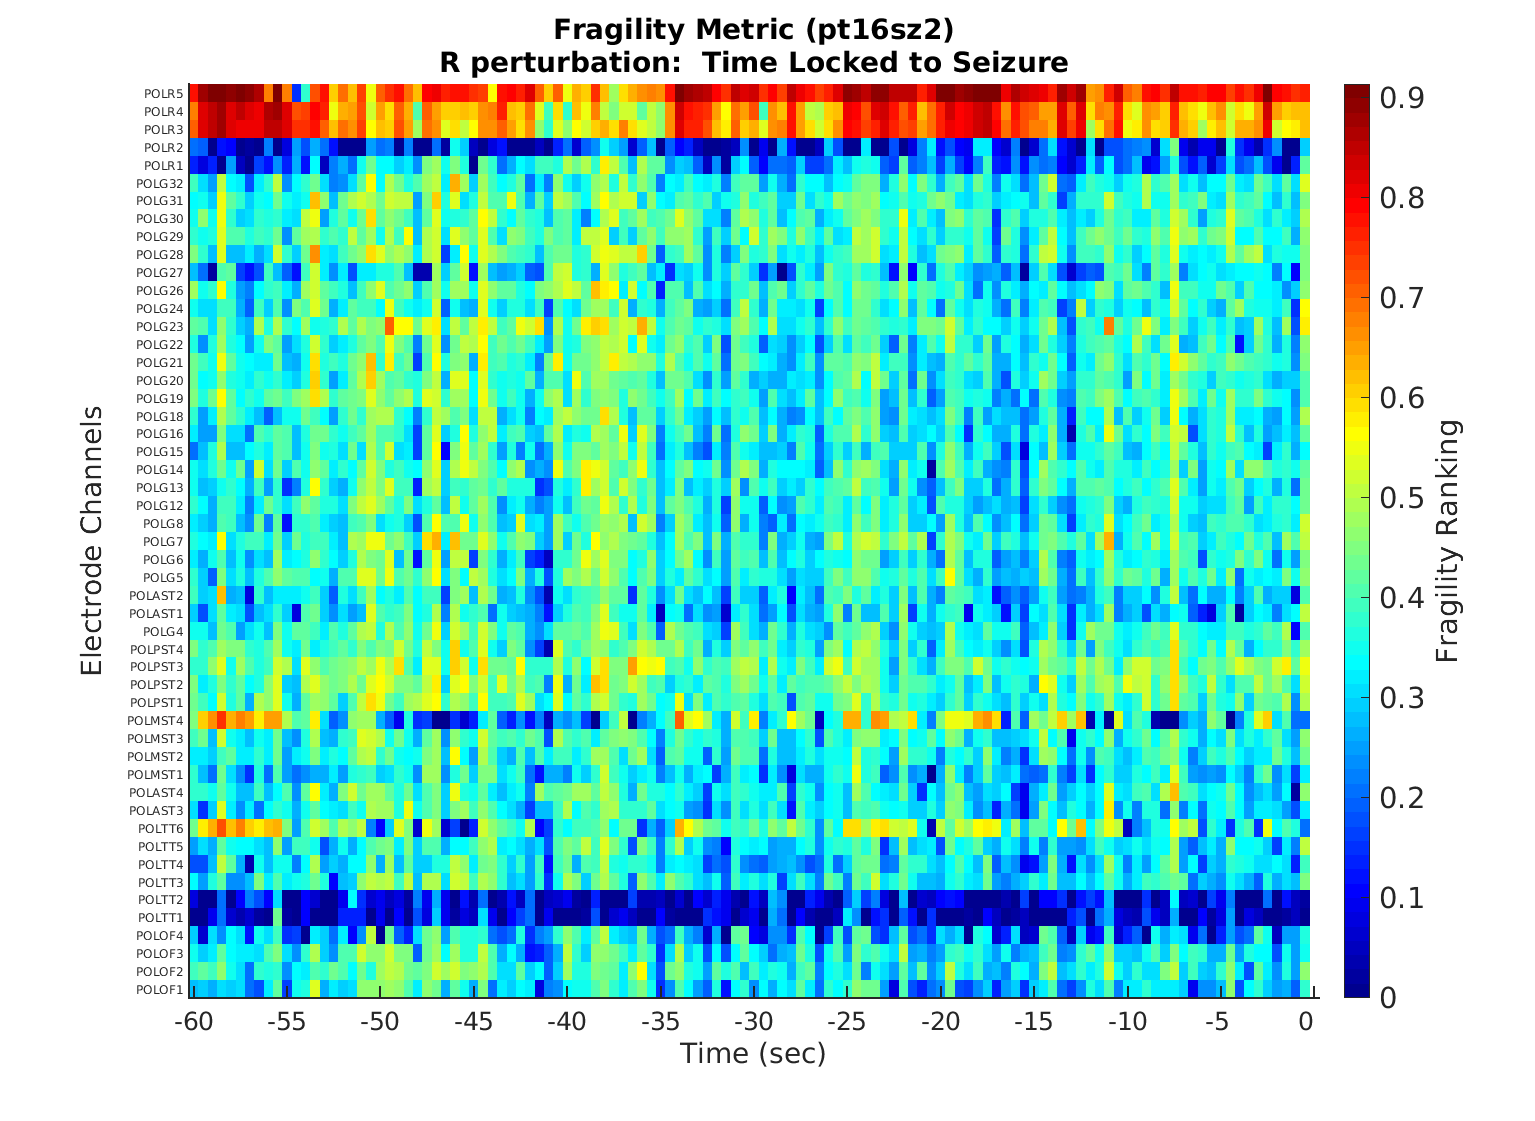 Fragility Metric (pt16sz2)
R perturbation:  Time Locked to Seizure
Electrode Channels
POLR5
POLR4
POLR3
POLR2
POLR1
POLG32
POLG31
POLG30
POLG29
POLG28
POLG27
POLG26
POLG24
POLG23
POLG22
POLG21
POLG20
POLG19
POLG18
POLG16
POLG15
POLG14
POLG13
POLG12
POLG8
POLG7
POLG6
POLG5
POLAST2
POLAST1
POLG4
POLPST4
POLPST3
POLPST2
POLPST1
POLMST4
POLMST3
POLMST2
POLMST1
POLAST4
POLAST3
POLTT6
POLTT5
POLTT4
POLTT3
POLTT2
POLTT1
POLOF4
POLOF3
POLOF2
POLOF1
-60 -55 -50 -45 -40 -35 -30 -25 -20 -15 -10 -5 0
Time (sec)
0.9
0.8
0.7
0.6
0.5
0.4
0.3
0.2
0.1
0
Fragility Ranking